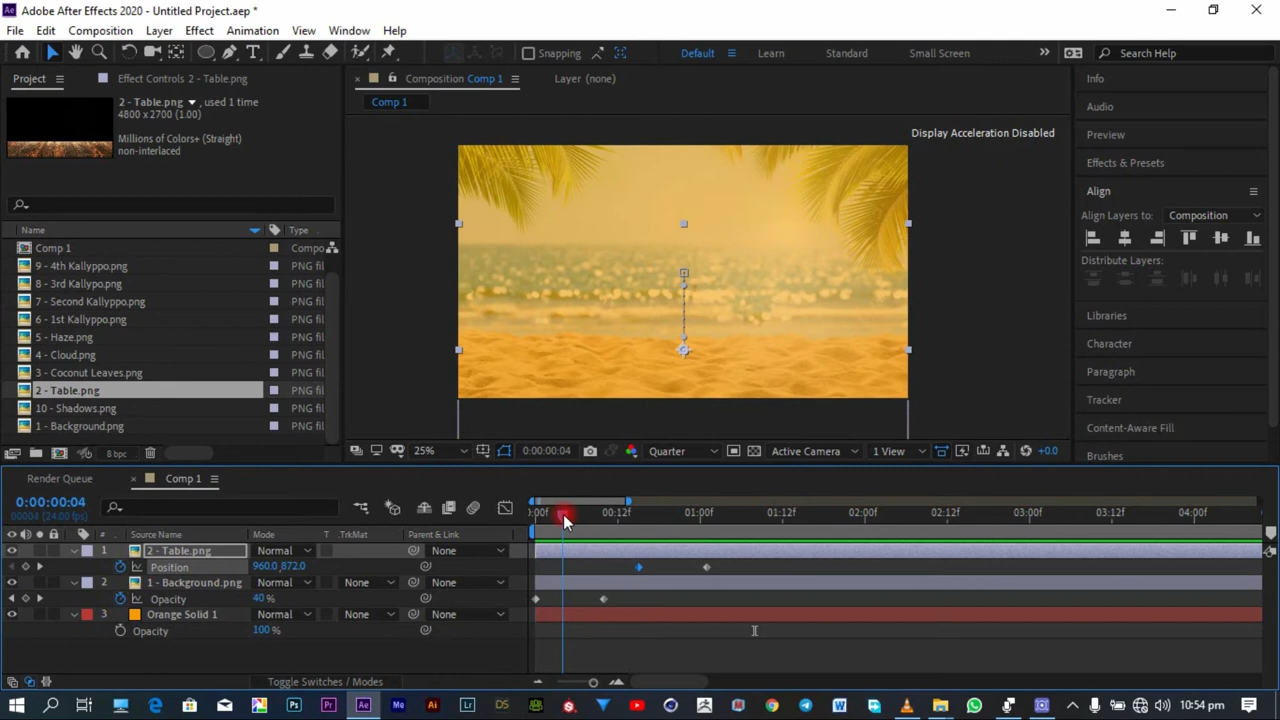 Adobe After Effects 2020 - Untitled Project.aep *
File Edit Composition Layer Effect Animation View Window Help
Snapping Default Learn Standard Small Screen Search Help
Project Effect Controls 2 - Table.png
Composition Comp 1 Layer (none)
Info
2 - Table.png , used 1 time
4800 x 2700 (1.00)
Comp 1
Audio
Millions of Colors+ (Straight)
non-interlaced
Display Acceleration Disabled
Preview
Effects & Presets
Align
Align Layers to: Composition
Name Type
Comp 1 Compo
9 - 4th Kallyppo.png PNG fil
8 - 3rd Kallypo.png PNG fil
7 - Second Kallyppo.png PNG fil
6 - 1st Kallyppo.png PNG fil
5 - Haze.png PNG fil
4 - Cloud.png PNG fil
3 - Coconut Leaves.png PNG fil
2 - Table.png PNG fil
10 - Shadows.png PNG fil
1 - Background.png PNG fil
Distribute Layers:
Libraries
Character
Paragraph
Tracker
Content-Aware Fill
Brushes
8 bpc
25% 0:00:00:04 Quarter Active Camera 1 View +0.0
Render Queue Comp 1
0:00:00:04
00004 (24.00 fps)
:00f 00:12f 01:00f 01:12f 02:00f 02:12f 03:00f 03:12f 04:00f
# Source Name Mode T .TrkMat Parent & Link
1 2 - Table.png Normal None
Position 960.0,872.0
2 1 - Background.png Normal None None
Opacity 40 %
3 Orange Solid 1 Normal None None
Opacity 100 %
Toggle Switches / Modes
Ps Pr Ae Me Ai Lr DS W 10:54 pm